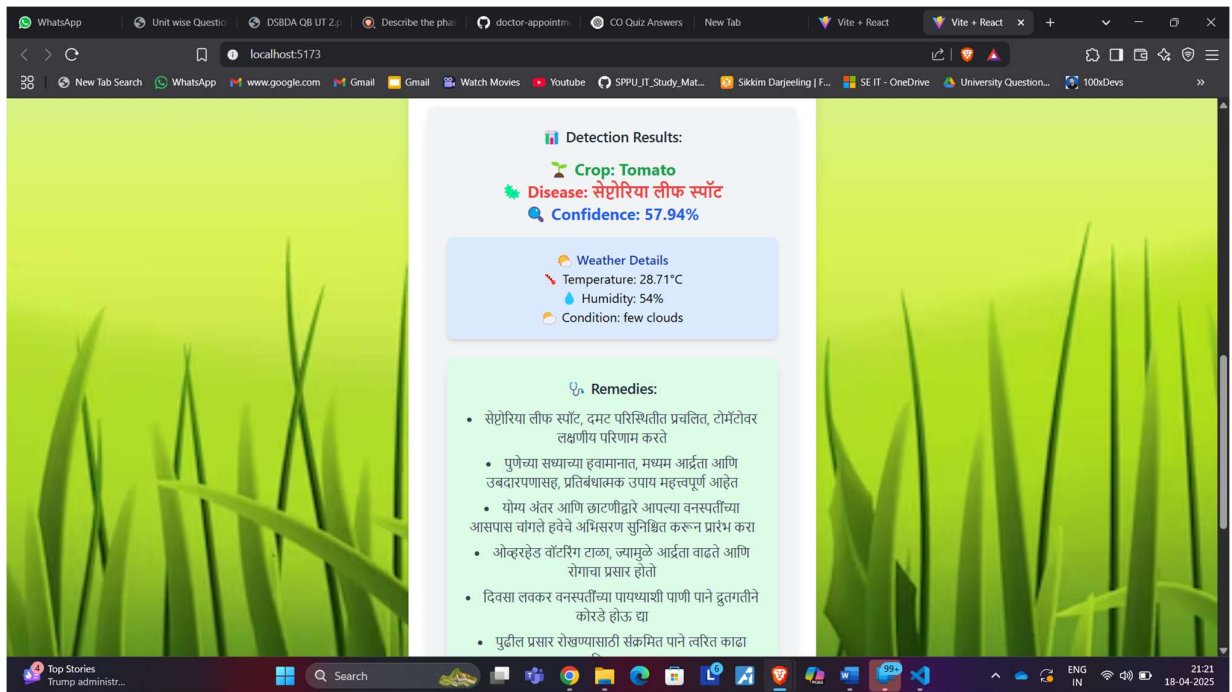 WhatsApp
Unit wise Questio
DSBDA QB UT 2.p
Describe the phas
doctor-appointm
CO Quiz Answers
New Tab
Vite + React
Vite + React
localhost:5173
New Tab Search
WhatsApp
www.google.com
Gmail
Gmail
Watch Movies
Youtube
SPPU_IT_Study_Mat...
Sikkim Darjeeling | F...
SE IT - OneDrive
University Question...
100xDevs
Detection Results:
Crop: Tomato
Disease: सेप्टोरिया लीफ स्पॉट
Confidence: 57.94%
Weather Details
Temperature: 28.71°C
Humidity: 54%
Condition: few clouds
Remedies:
सेप्टोरिया लीफ स्पॉट, दमट परिस्थितीत प्रचलित, टोमॅटोवर
लक्षणीय परिणाम करते
पुणेच्या सध्याच्या हवामानात, मध्यम आर्द्रता आणि
उबदारपणासह, प्रतिबंधात्मक उपाय महत्त्वपूर्ण आहेत
योग्य अंतर आणि छाटणीद्वारे आपल्या वनस्पतींच्या
आसपास चांगले हवेचे अभिसरण सुनिश्चित करून प्रारंभ करा
ओव्हरहेड वॉटरिंग टाळा, ज्यामुळे आर्द्रता वाढते आणि
रोगाचा प्रसार होतो
दिवसा लवकर वनस्पतींच्या पायथ्याशी पाणी पाने द्रुतगतीने
कोरडे होऊ द्या
पुढील प्रसार रोखण्यासाठी संक्रमित पाने त्वरित काढा
4
Top Stories
Trump administr...
Search
6
99+
ENG
IN
21:21
18-04-2025